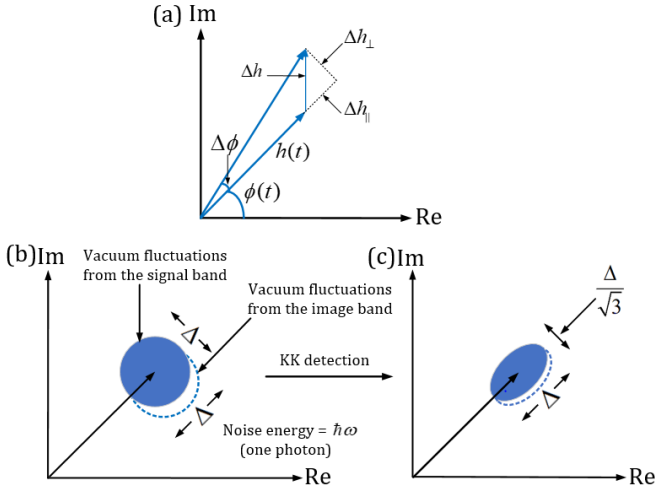 (a) Im
Δh⊥
Δh
Δh∥
Δϕ
h(t)
ϕ(t)
Re
(b) Im
Vacuum fluctuations
from the signal band
Vacuum fluctuations
from the image band
Δ
Δ
Noise energy = ℏω
(one photon)
Re
KK detection
(c) Im
Δ/√3
Δ
Re